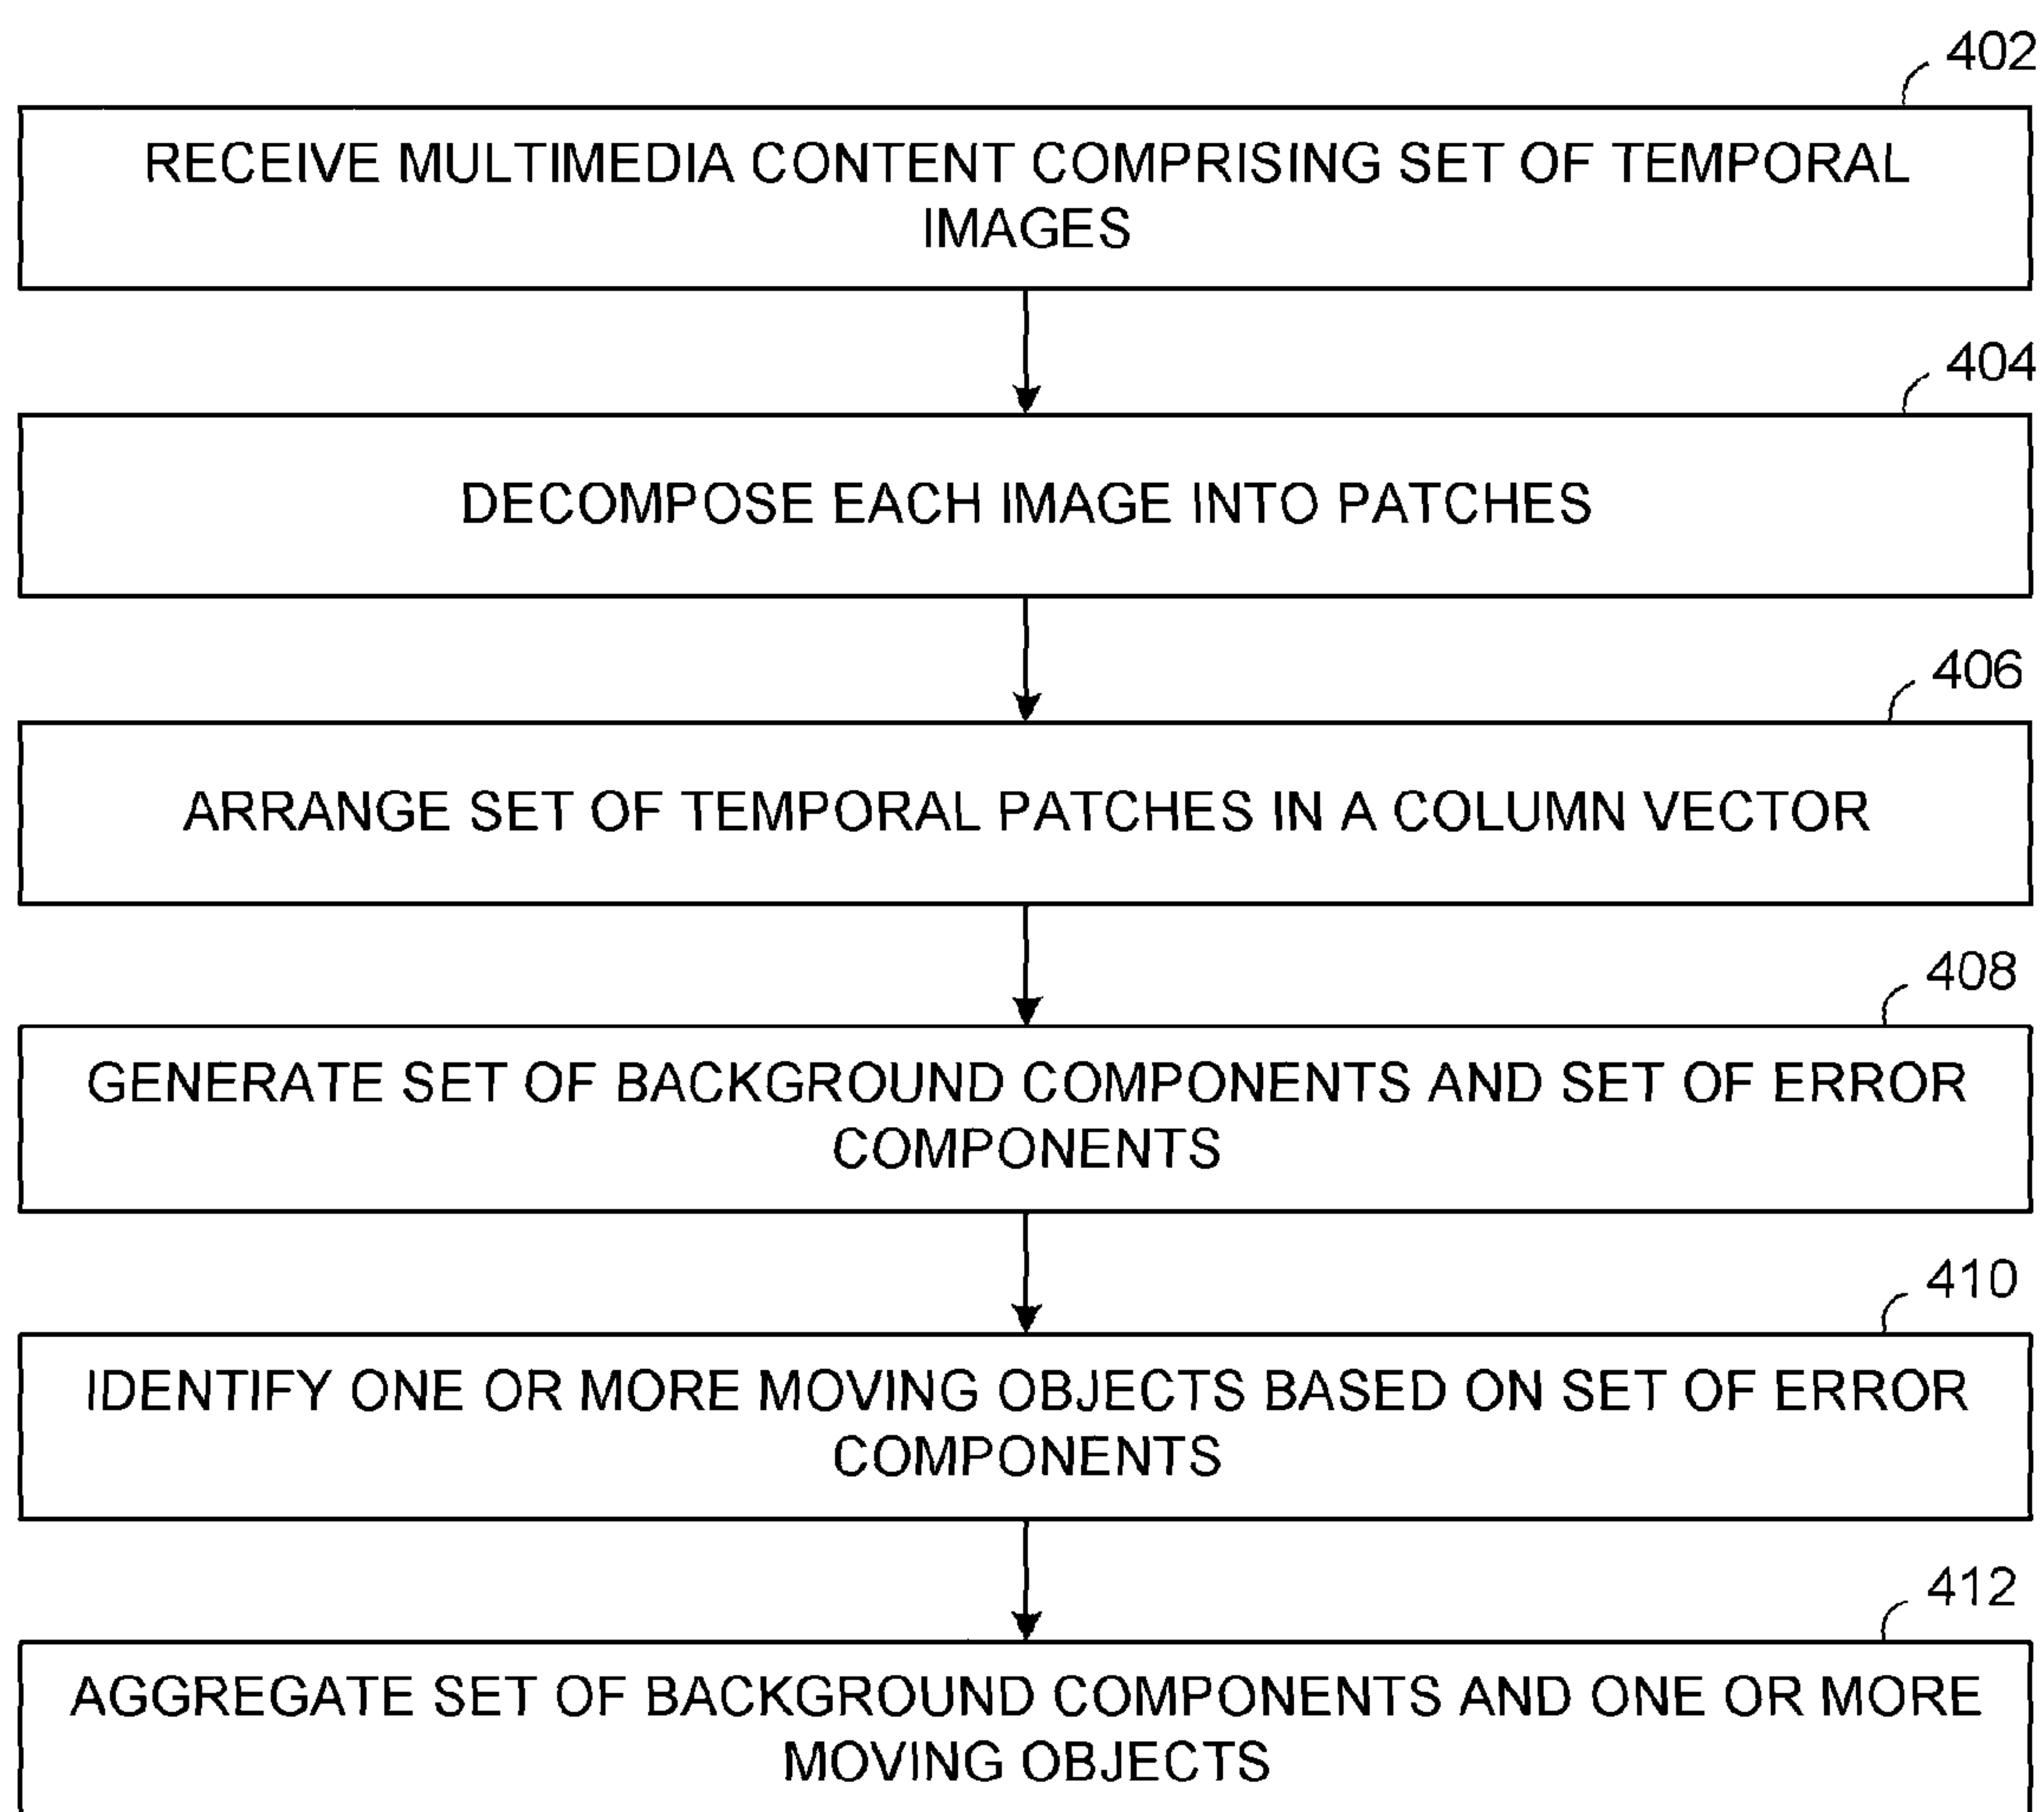 402
RECEIVE MULTIMEDIA CONTENT COMPRISING SET OF TEMPORAL
IMAGES
404
DECOMPOSE EACH IMAGE INTO PATCHES
406
ARRANGE SET OF TEMPORAL PATCHES IN A COLUMN VECTOR
408
GENERATE SET OF BACKGROUND COMPONENTS AND SET OF ERROR
COMPONENTS
410
IDENTIFY ONE OR MORE MOVING OBJECTS BASED ON SET OF ERROR
COMPONENTS
412
AGGREGATE SET OF BACKGROUND COMPONENTS AND ONE OR MORE
MOVING OBJECTS